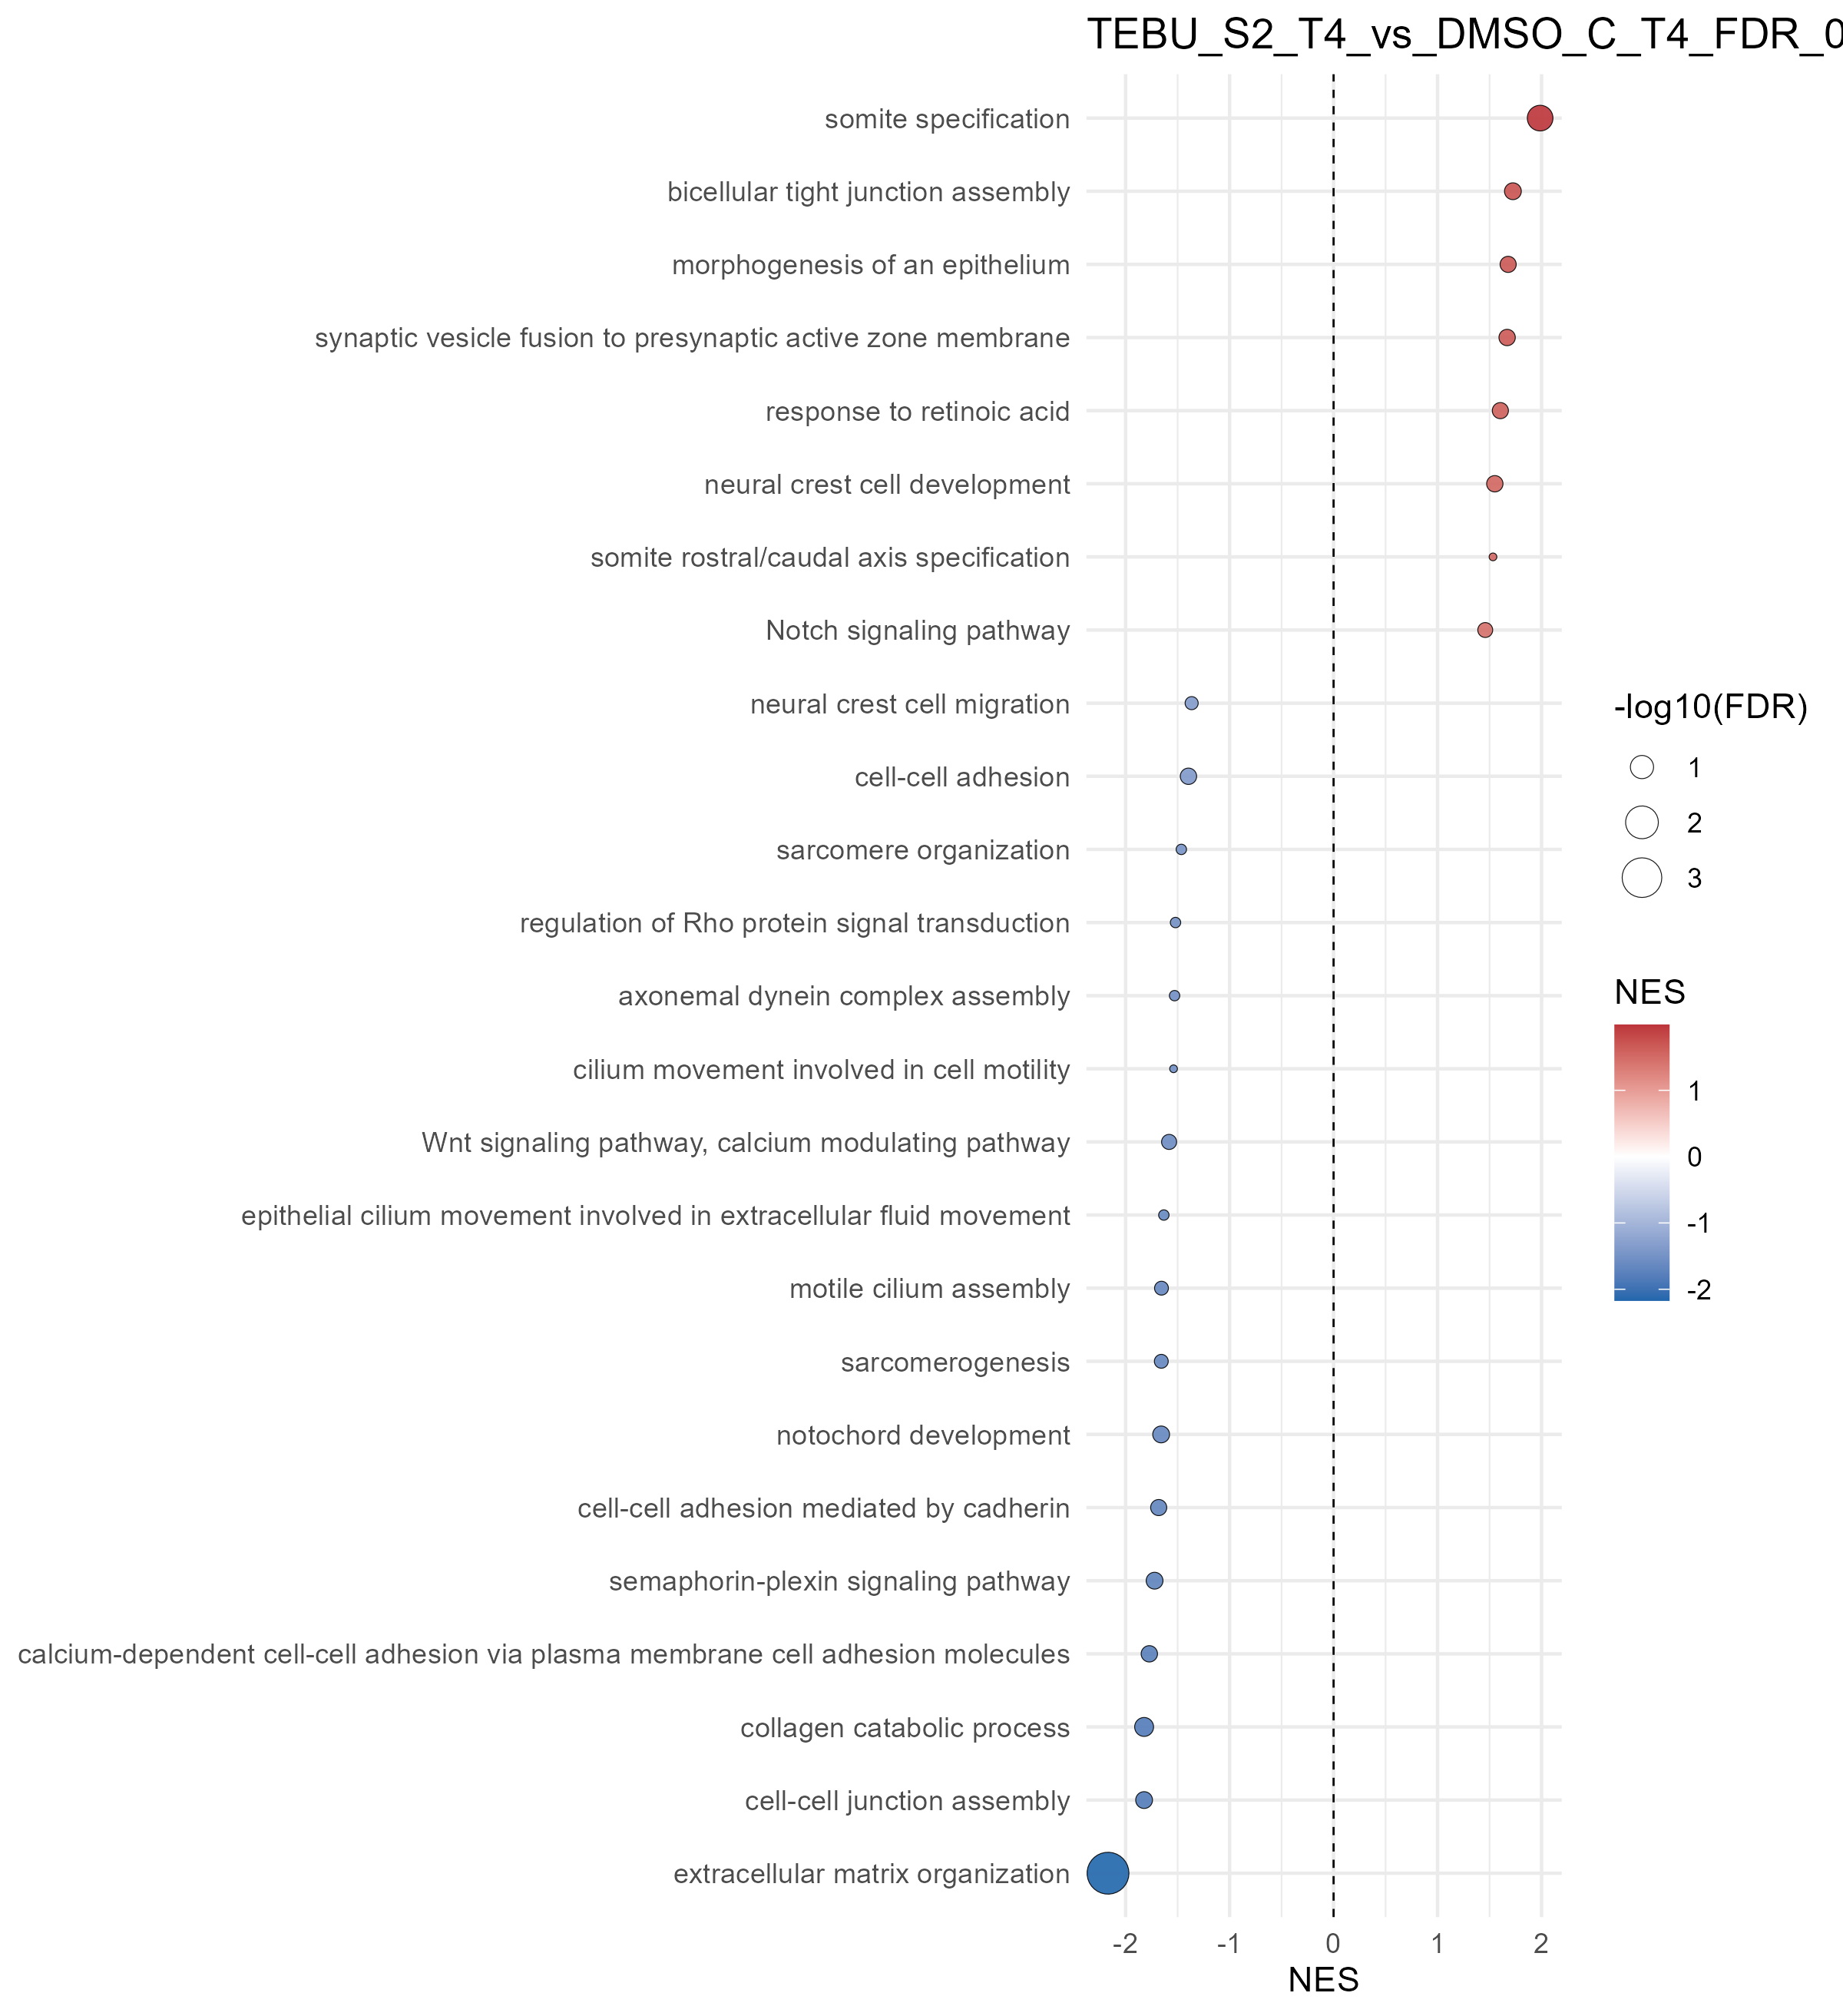 TEBU_S2_T4_vs_DMSO_C_T4_FDR_0
somite specification
bicellular tight junction assembly
morphogenesis of an epithelium
synaptic vesicle fusion to presynaptic active zone membrane
response to retinoic acid
neural crest cell development
somite rostral/caudal axis specification
Notch signaling pathway
neural crest cell migration
cell-cell adhesion
sarcomere organization
regulation of Rho protein signal transduction
axonemal dynein complex assembly
cilium movement involved in cell motility
Wnt signaling pathway, calcium modulating pathway
epithelial cilium movement involved in extracellular fluid movement
motile cilium assembly
sarcomerogenesis
notochord development
cell-cell adhesion mediated by cadherin
semaphorin-plexin signaling pathway
calcium-dependent cell-cell adhesion via plasma membrane cell adhesion molecules
collagen catabolic process
cell-cell junction assembly
extracellular matrix organization
-2 -1 0 1 2
NES
-log10(FDR)
1
2
3
NES
1
0
-1
-2